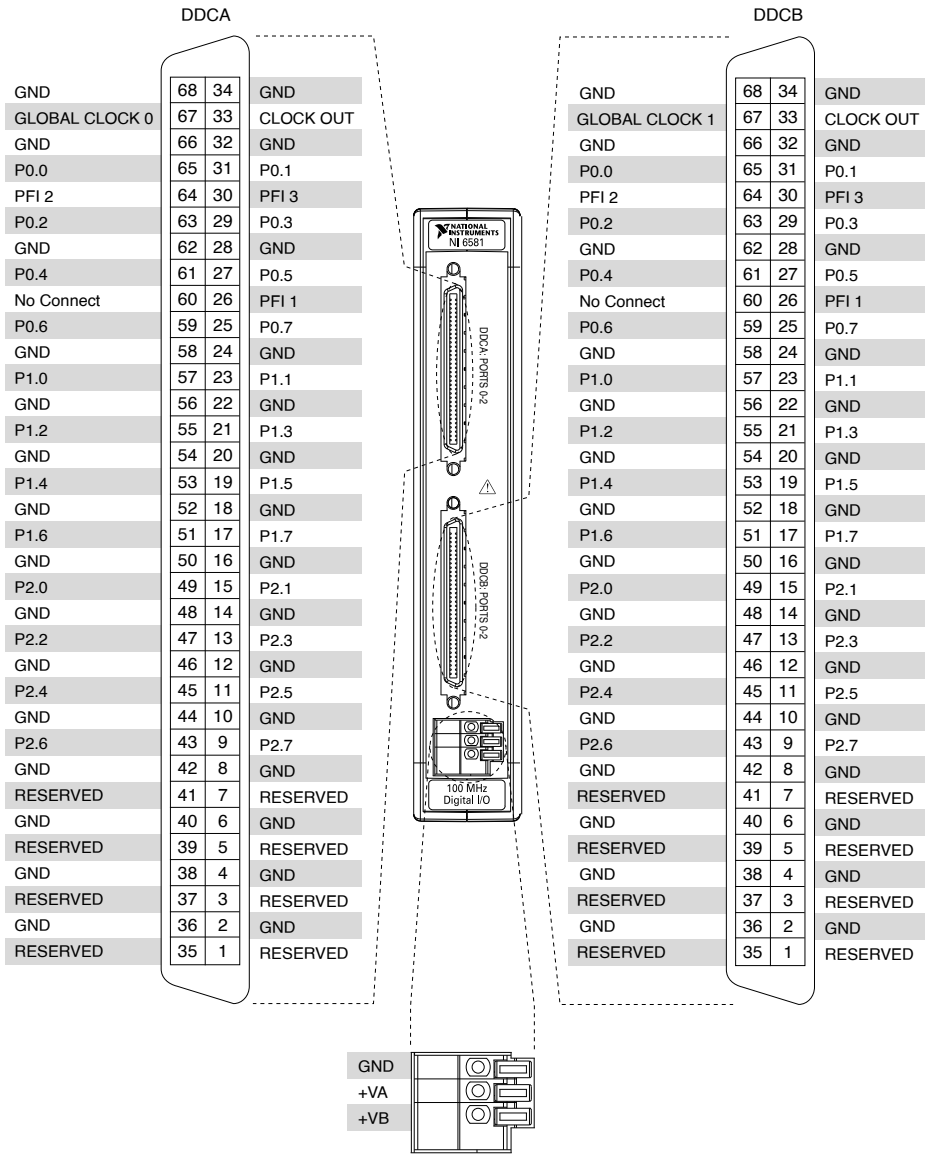 DDCA DDCB
GND 68 34 GND
GLOBAL CLOCK 0 67 33 CLOCK OUT
GND 66 32 GND
P0.0 65 31 P0.1
PFI 2 64 30 PFI 3
P0.2 63 29 P0.3
GND 62 28 GND
P0.4 61 27 P0.5
No Connect 60 26 PFI 1
P0.6 59 25 P0.7
GND 58 24 GND
P1.0 57 23 P1.1
GND 56 22 GND
P1.2 55 21 P1.3
GND 54 20 GND
P1.4 53 19 P1.5
GND 52 18 GND
P1.6 51 17 P1.7
GND 50 16 GND
P2.0 49 15 P2.1
GND 48 14 GND
P2.2 47 13 P2.3
GND 46 12 GND
P2.4 45 11 P2.5
GND 44 10 GND
P2.6 43 9 P2.7
GND 42 8 GND
RESERVED 41 7 RESERVED
GND 40 6 GND
RESERVED 39 5 RESERVED
GND 38 4 GND
RESERVED 37 3 RESERVED
GND 36 2 GND
RESERVED 35 1 RESERVED
NATIONAL
INSTRUMENTS
NI 6581
DDCA: PORTS 0-2
DDCB: PORTS 0-2
100 MHz
Digital I/O
GND 68 34 GND
GLOBAL CLOCK 1 67 33 CLOCK OUT
GND 66 32 GND
P0.0 65 31 P0.1
PFI 2 64 30 PFI 3
P0.2 63 29 P0.3
GND 62 28 GND
P0.4 61 27 P0.5
No Connect 60 26 PFI 1
P0.6 59 25 P0.7
GND 58 24 GND
P1.0 57 23 P1.1
GND 56 22 GND
P1.2 55 21 P1.3
GND 54 20 GND
P1.4 53 19 P1.5
GND 52 18 GND
P1.6 51 17 P1.7
GND 50 16 GND
P2.0 49 15 P2.1
GND 48 14 GND
P2.2 47 13 P2.3
GND 46 12 GND
P2.4 45 11 P2.5
GND 44 10 GND
P2.6 43 9 P2.7
GND 42 8 GND
RESERVED 41 7 RESERVED
GND 40 6 GND
RESERVED 39 5 RESERVED
GND 38 4 GND
RESERVED 37 3 RESERVED
GND 36 2 GND
RESERVED 35 1 RESERVED
GND
+VA
+VB